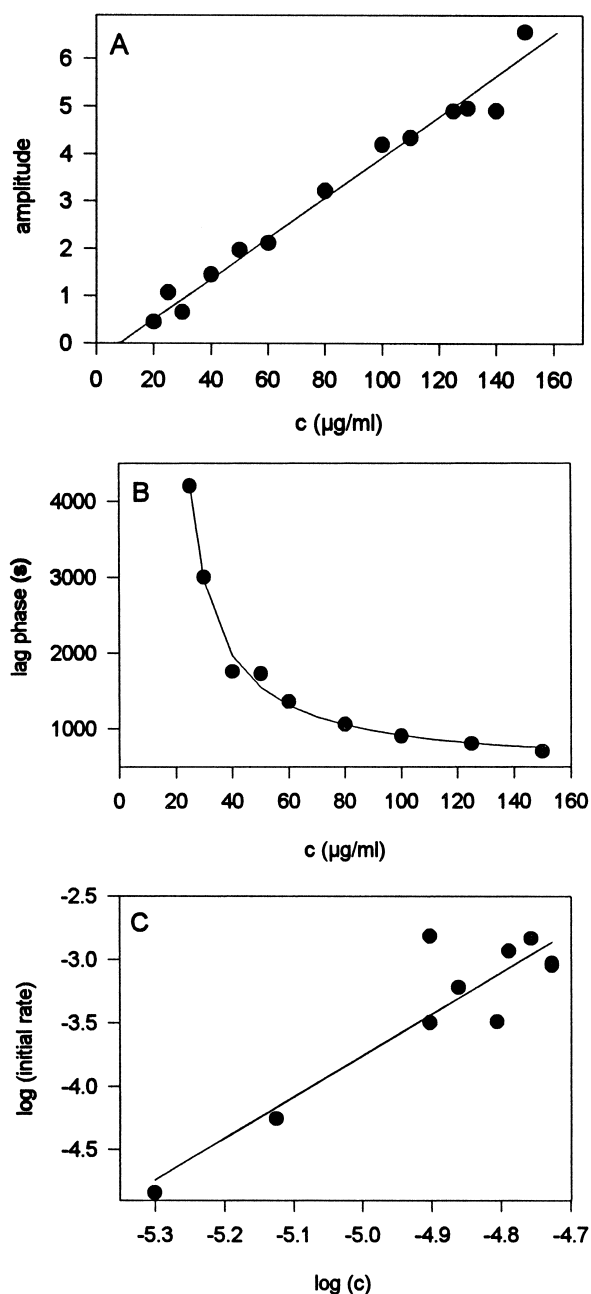 A
6
5
4
3
2
1
0
amplitude
0 20 40 60 80 100 120 140 160
c (µg/ml)
B
4000
3000
2000
1000
lag phase (s)
0 20 40 60 80 100 120 140 160
c (µg/ml)
C
-2.5
-3.0
-3.5
-4.0
-4.5
log (initial rate)
-5.3 -5.2 -5.1 -5.0 -4.9 -4.8 -4.7
log (c)